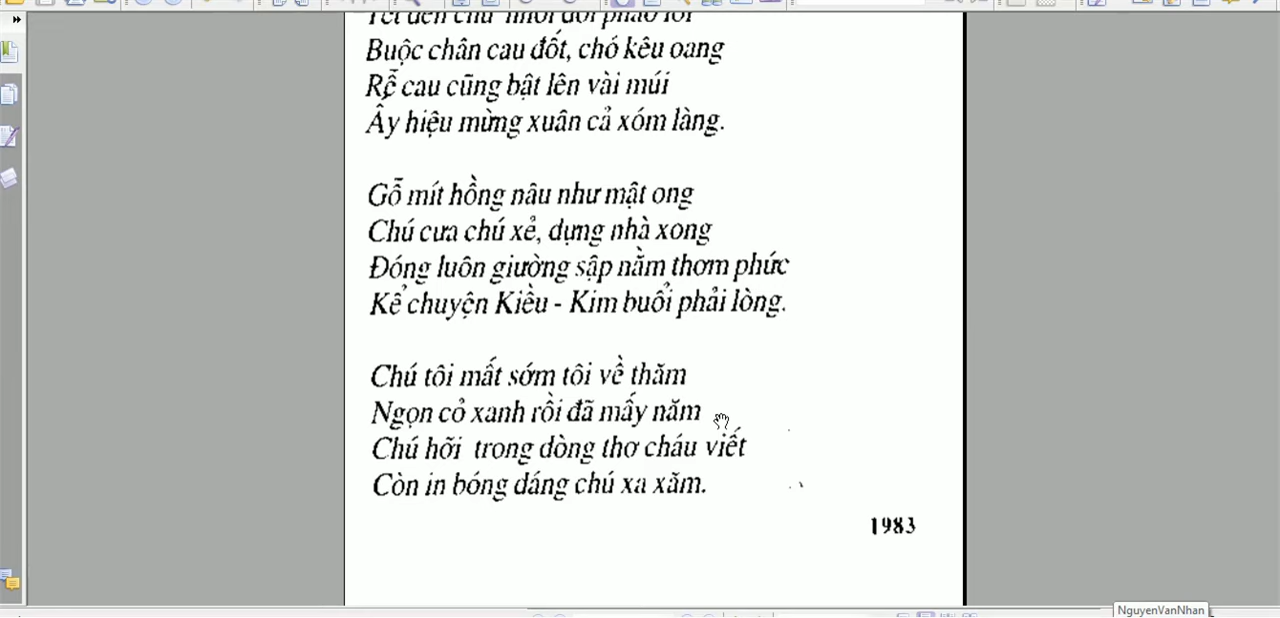 Buộc chân cau đốt, chó kêu oang
Rễ cau cũng bật lên vài múi
Ấy hiệu mừng xuân cả xóm làng.
Gỗ mít hồng nâu như mật ong
Chú cưa chú xẻ, dựng nhà xong
Đóng luôn giường sập nằm thơm phức
Kể chuyện Kiều - Kim buổi phải lòng.
Chú tôi mất sớm tôi về thăm
Ngọn cỏ xanh rồi đã mấy năm
Chú hỡi trong dòng thơ cháu viết
Còn in bóng dáng chú xa xăm.
1983
NguyenVanNhan